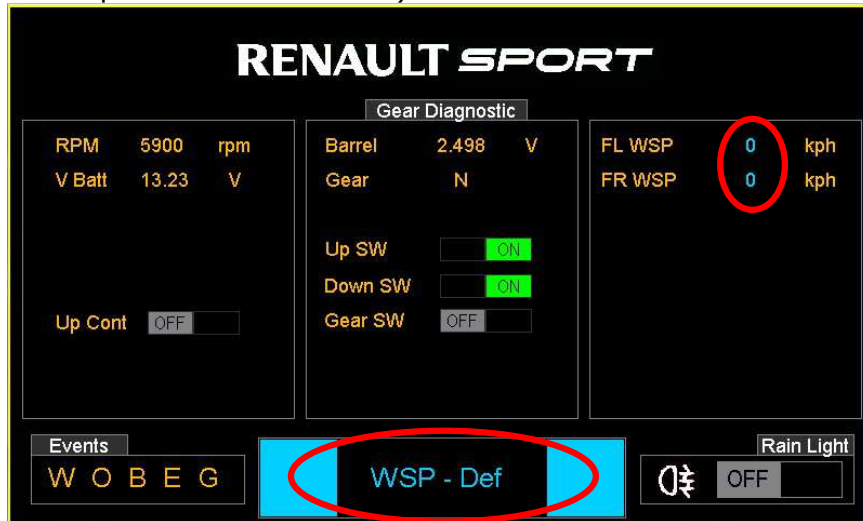 RENAULT SPORT
Gear Diagnostic
RPM 5900 rpm
V Batt 13.23 V
Up Cont OFF
Barrel 2.498 V
Gear N
Up SW ON
Down SW ON
Gear SW OFF
FL WSP 0 kph
FR WSP 0 kph
Events
W O B E G
WSP - Def
Rain Light
OFF